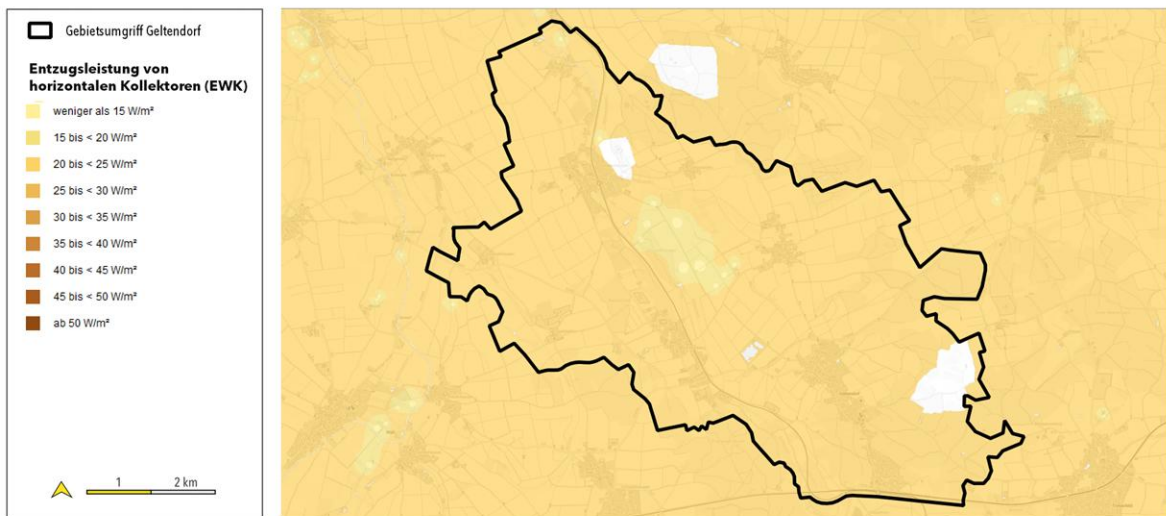 Gebietsumgriff Geltendorf
Entzugsleistung von
horizontalen Kollektoren (EWK)
weniger als 15 W/m²
15 bis < 20 W/m²
20 bis < 25 W/m²
25 bis < 30 W/m²
30 bis < 35 W/m²
35 bis < 40 W/m²
40 bis < 45 W/m²
45 bis < 50 W/m²
ab 50 W/m²
1 2 km